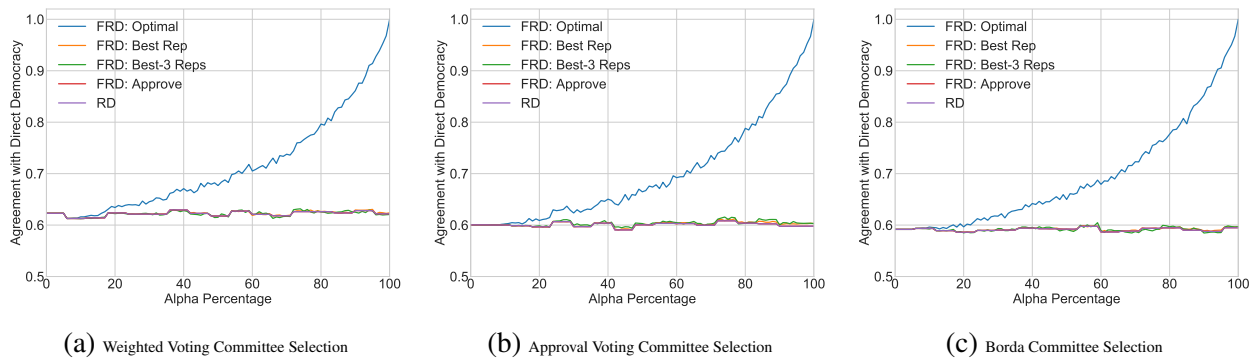 1.0
FRD: Optimal
FRD: Best Rep
0.9
FRD: Best-3 Reps
FRD: Approve
RD
0.8
0.7
0.6
0.5
0 20 40 60 80 100
Alpha Percentage
Agreement with Direct Democracy
(a) Weighted Voting Committee Selection
1.0
FRD: Optimal
FRD: Best Rep
0.9
FRD: Best-3 Reps
FRD: Approve
RD
0.8
0.7
0.6
0.5
0 20 40 60 80 100
Alpha Percentage
Agreement with Direct Democracy
(b) Approval Voting Committee Selection
1.0
FRD: Optimal
FRD: Best Rep
0.9
FRD: Best-3 Reps
FRD: Approve
RD
0.8
0.7
0.6
0.5
0 20 40 60 80 100
Alpha Percentage
Agreement with Direct Democracy
(c) Borda Committee Selection